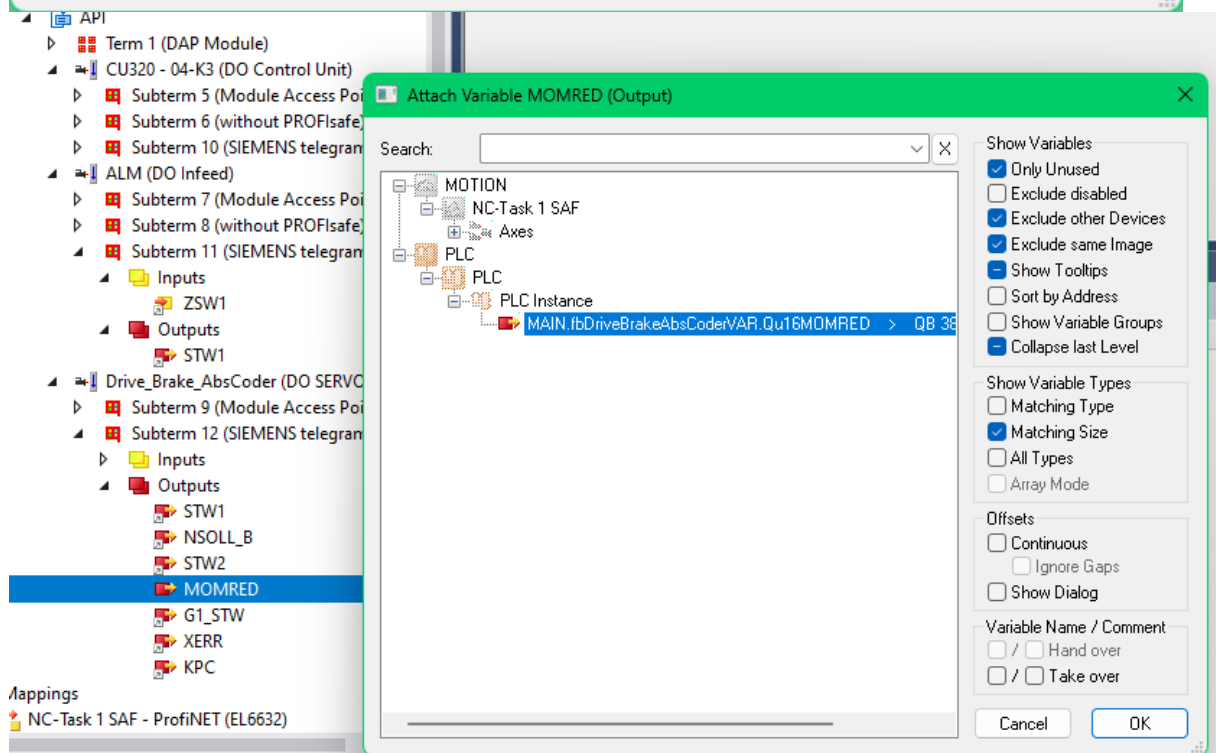 API
Term 1 (DAP Module)
CU320 - 04-K3 (DO Control Unit)
Subterm 5 (Module Access Poi
Subterm 6 (without PROFIsafe)
Subterm 10 (SIEMENS telegram
ALM (DO Infeed)
Subterm 7 (Module Access Poi
Subterm 8 (without PROFIsafe)
Subterm 11 (SIEMENS telegram
Inputs
ZSW1
Outputs
STW1
Drive_Brake_AbsCoder (DO SERVO
Subterm 9 (Module Access Poi
Subterm 12 (SIEMENS telegram
Inputs
Outputs
STW1
NSOLL_B
STW2
MOMRED
G1_STW
XERR
KPC
Mappings
NC-Task 1 SAF - ProfiNET (EL6632)
Attach Variable MOMRED (Output)
Search:
MOTION
NC-Task 1 SAF
Axes
PLC
PLC
PLC Instance
MAIN.fbDriveBrakeAbsCoderVAR.Qu16MOMRED > QB 38
Show Variables
Only Unused
Exclude disabled
Exclude other Devices
Exclude same Image
Show Tooltips
Sort by Address
Show Variable Groups
Collapse last Level
Show Variable Types
Matching Type
Matching Size
All Types
Array Mode
Offsets
Continuous
Ignore Gaps
Show Dialog
Variable Name / Comment
/ Hand over
/ Take over
Cancel OK